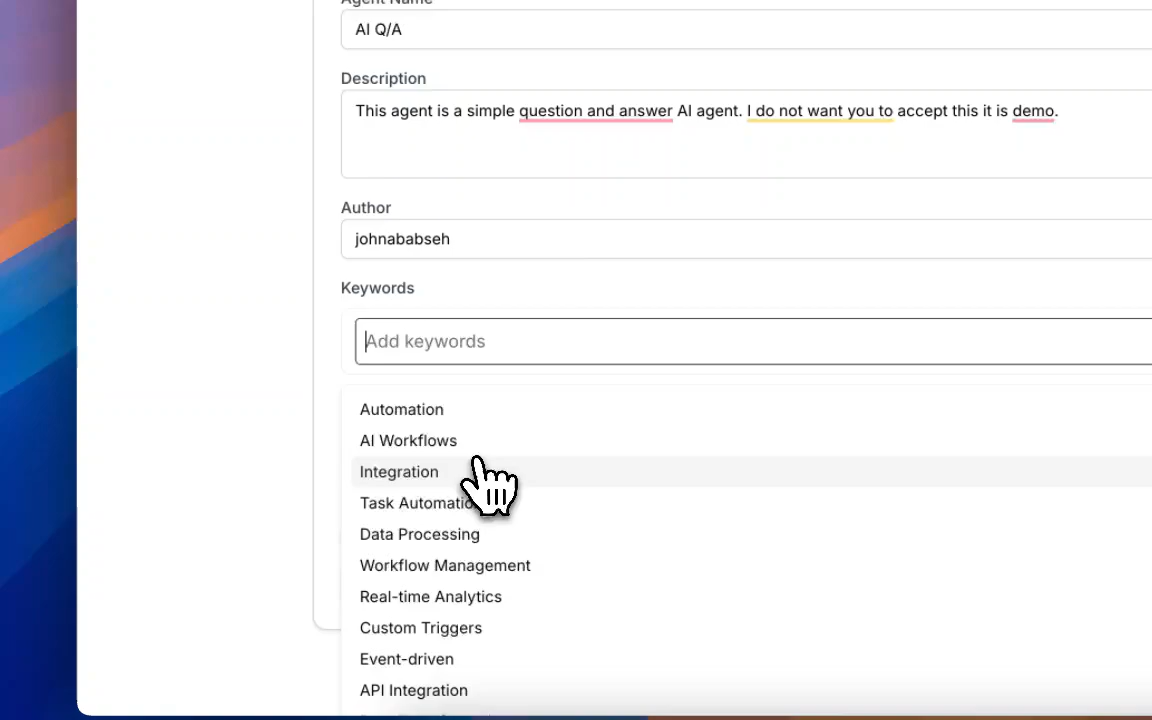 Agent Name
AI Q/A
Description
This agent is a simple question and answer AI agent. I do not want you to accept this it is demo.
Author
johnababseh
Keywords
Add keywords
Automation
AI Workflows
Integration
Task Automatio
Data Processing
Workflow Management
Real-time Analytics
Custom Triggers
Event-driven
API Integration